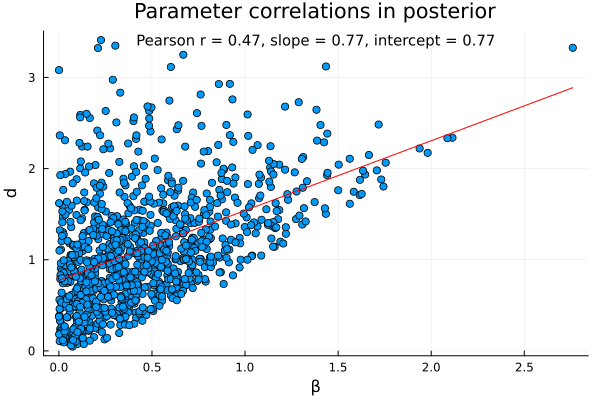 Parameter correlations in posterior
Pearson r = 0.47, slope = 0.77, intercept = 0.77
3
2
d
1
0
0.0 0.5 1.0 1.5 2.0 2.5
β